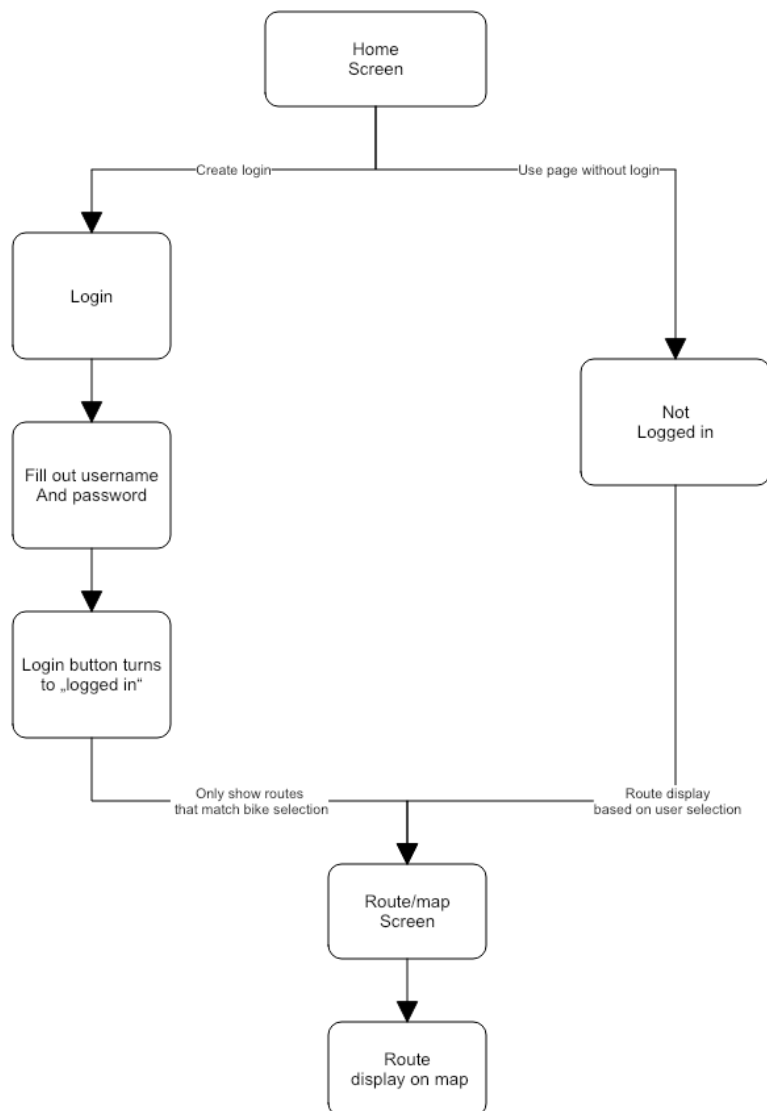 Home
Screen
Create login
Use page without login
Login
Not
Logged in
Fill out username
And password
Login button turns
to „logged in“
Only show routes
that match bike selection
Route display
based on user selection
Route/map
Screen
Route
display on map